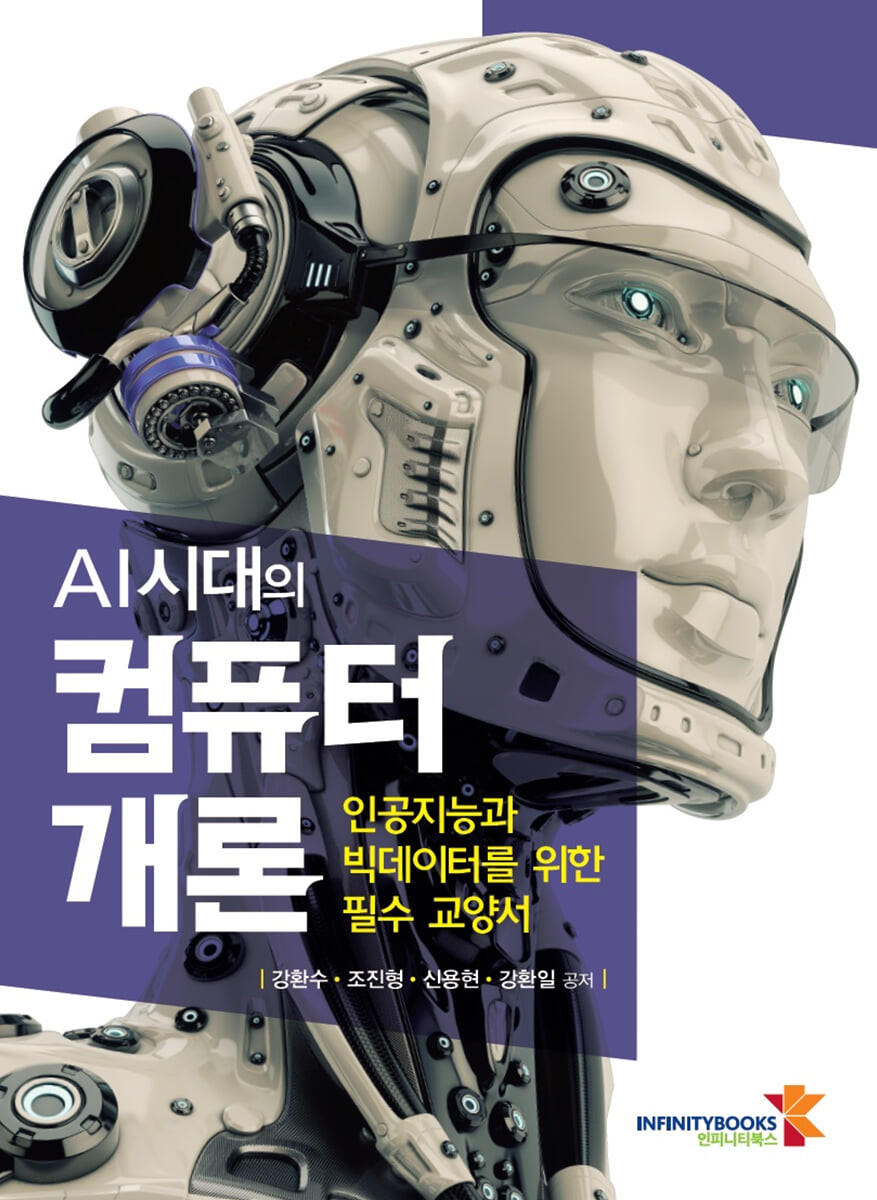 AI시대의
컴퓨터
개론
인공지능과
빅데이터를 위한
필수 교양서
| 강환수 • 조진형 • 신용현 • 강환일 공저 |
INFINITYBOOKS
인피니티북스